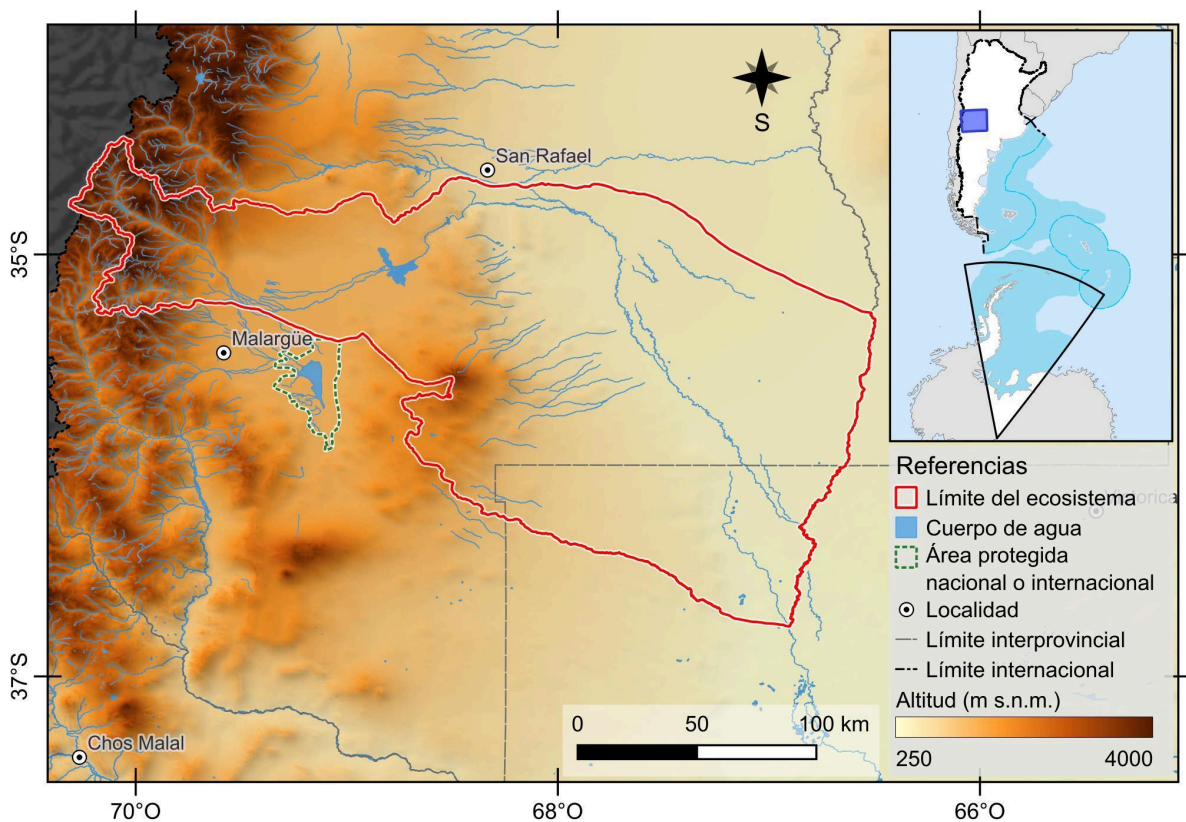 San Rafael
S
35°S
Malargüe
37°S
Chos Malal
0 50 100 km
70°O 68°O 66°O
Referencias
Límite del ecosistema
Cuerpo de agua
Área protegida
nacional o internacional
Localidad
Límite interprovincial
Límite internacional
Altitud (m s.n.m.)
250 4000